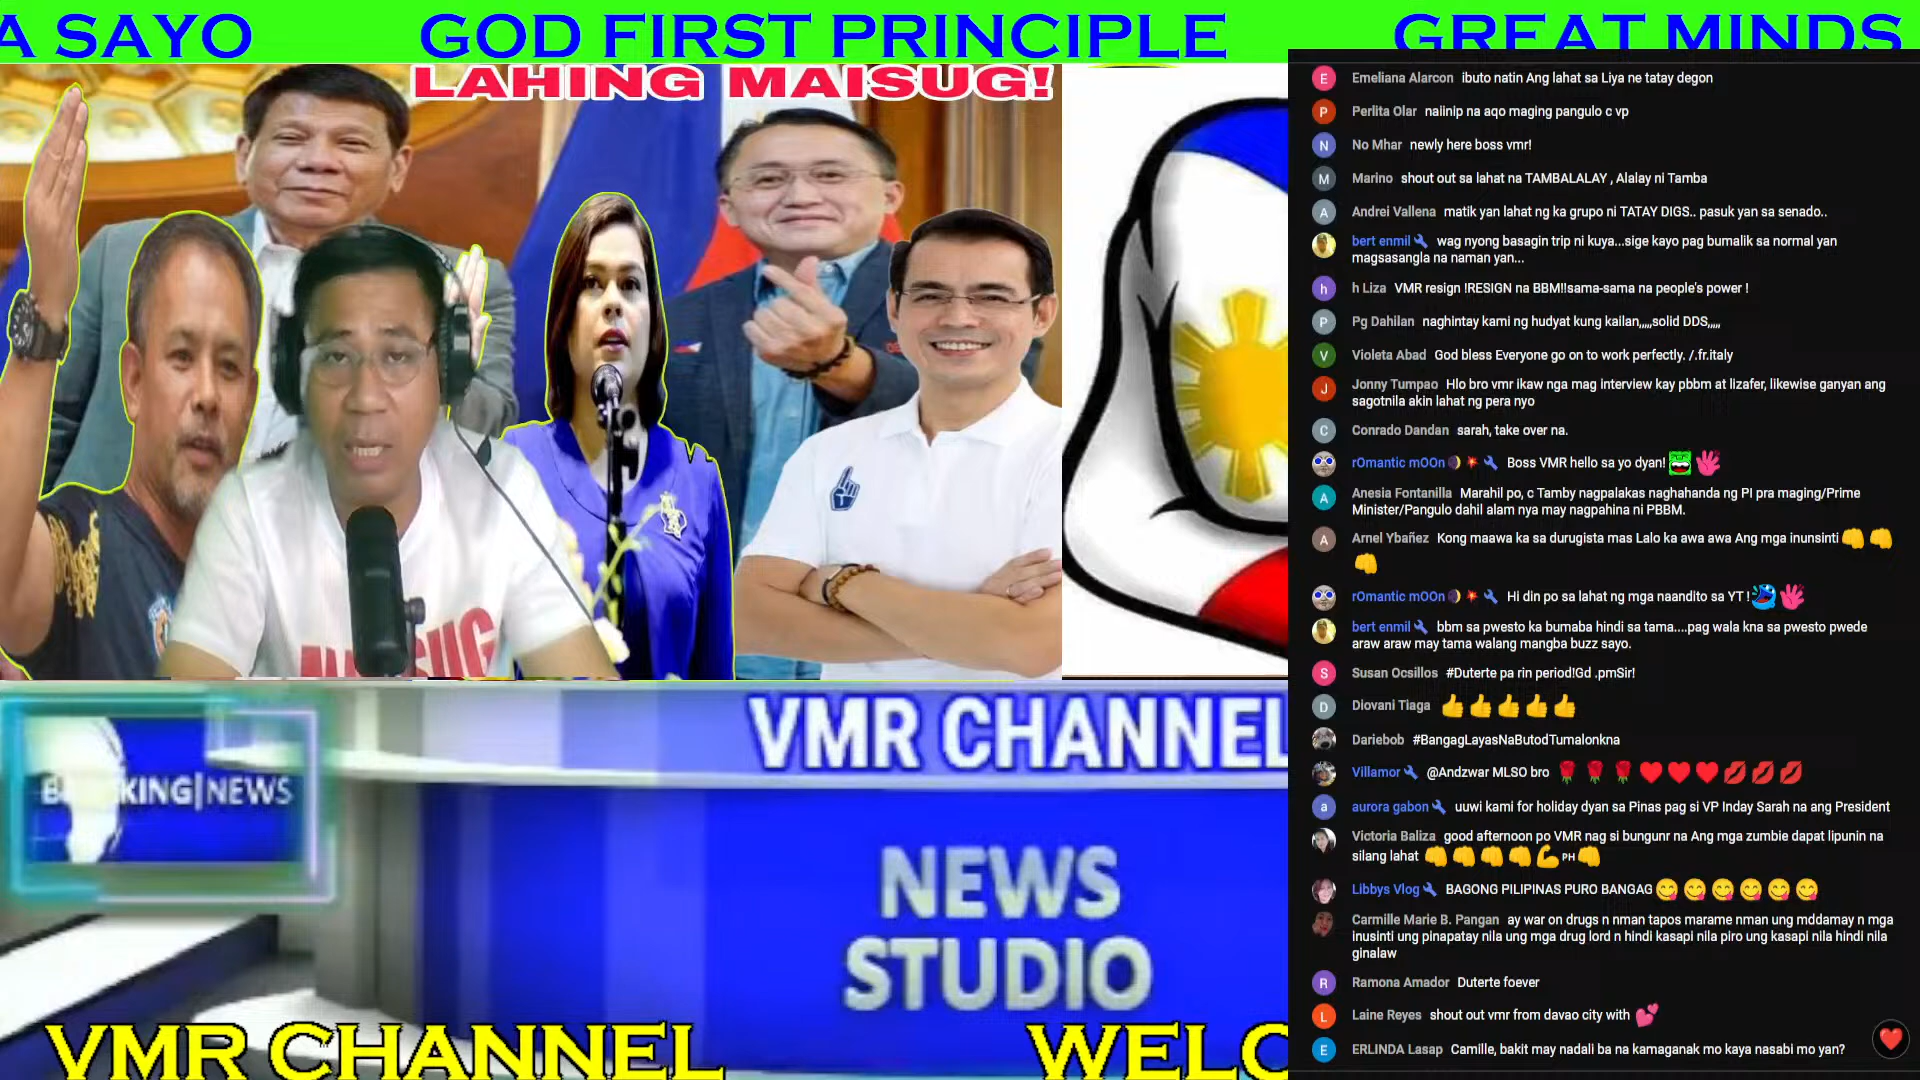 A SAYO GOD FIRST PRINCIPLE GREAT MINDS
LAHING MAISUG!
BREAKING|NEWS
VMR CHANNEL
NEWS
STUDIO
VMR CHANNEL WELC
E Emeliana Alarcon ibuto natin Ang lahat sa Liya ne tatay degon
P Perlita Olar naiinip na aqo maging pangulo c vp
N No Mhar newly here boss vmr!
M Marino shout out sa lahat na TAMBALALAY , Alalay ni Tamba
A Andrei Vallena matik yan lahat ng ka grupo ni TATAY DIGS.. pasuk yan sa senado..
bert enmil wag nyong basagin trip ni kuya...sige kayo pag bumalik sa normal yan
magsasangla na naman yan...
h h Liza VMR resign !RESIGN na BBM!!sama-sama na people's power !
P Pg Dahilan naghintay kami ng hudyat kung kailan,,,,,solid DDS,,,,,
V Violeta Abad God bless Everyone go on to work perfectly. /.fr.italy
J Jonny Tumpao Hlo bro vmr ikaw nga mag interview kay pbbm at lizafer, likewise ganyan ang
sagotnila akin lahat ng pera nyo
C Conrado Dandan sarah, take over na.
rOmantic mOOn🌒💥 Boss VMR hello sa yo dyan!
A Anesia Fontanilla Marahil po, c Tamby nagpalakas naghahanda ng PI pra maging/Prime
Minister/Pangulo dahil alam nya may nagpahina ni PBBM.
A Arnel Ybañez Kong maawa ka sa durugista mas Lalo ka awa awa Ang mga inunsinti👊 👊
👊
rOmantic mOOn🌒💥 Hi din po sa lahat ng mga naandito sa YT !
bert enmil bbm sa pwesto ka bumaba hindi sa tama....pag wala kna sa pwesto pwede
araw araw may tama walang mangba buzz sayo.
S Susan Ocsillos #Duterte pa rin period!Gd .pmSir!
D Diovani Tiaga 👍👍👍👍👍
Dariebob #BangagLayasNaButodTumalonkna
Villamor @Andzwar MLSO bro 🌹🌹🌹❤️❤️❤️💋💋💋
a aurora gabon uuwi kami for holiday dyan sa Pinas pag si VP Inday Sarah na ang President
Victoria Baliza good afternoon po VMR nag si bungunr na Ang mga zumbie dapat lipunin na
silang lahat 👊👊👊👊💪PH👊
Libbys Vlog BAGONG PILIPINAS PURO BANGAG 😋😋😋😋😋😋
Carmille Marie B. Pangan ay war on drugs n nman tapos marame nman ung mddamay n mga
inusinti ung pinapatay nila ung mga drug lord n hindi kasapi nila piro ung kasapi nila hindi nila
ginalaw
R Ramona Amador Duterte foever
L Laine Reyes shout out vmr from davao city with 💕
E ERLINDA Lasap Camille, bakit may nadali ba na kamaganak mo kaya nasabi mo yan?